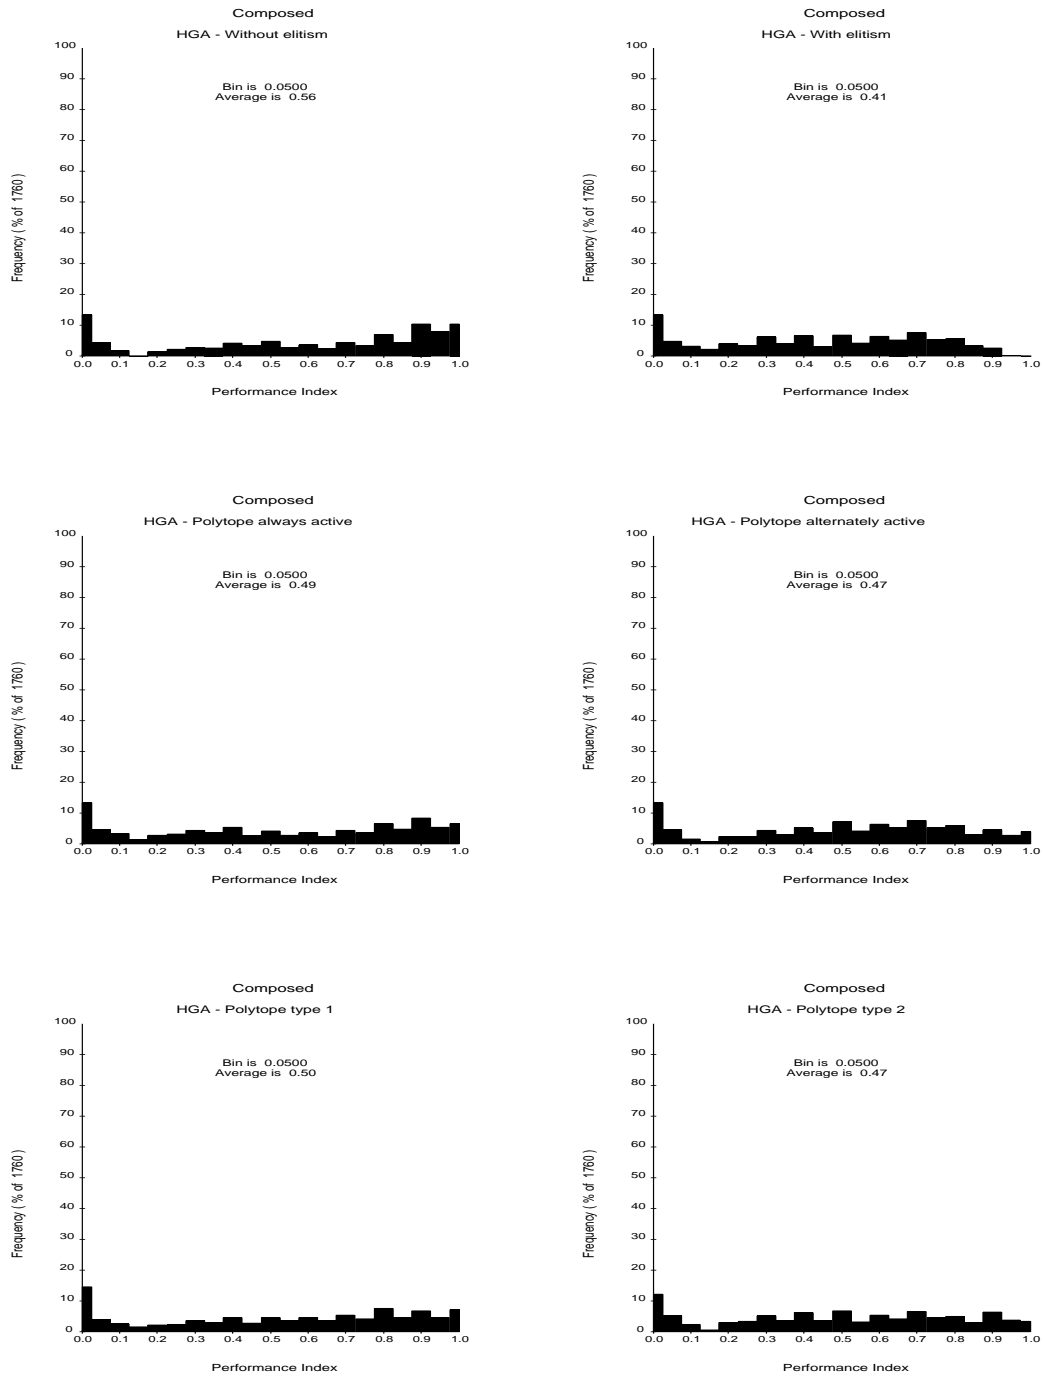 Composed
HGA - Without elitism
Bin is 0.0500
Average is 0.56
100
90
80
70
60
50
40
30
20
10
0
Frequency ( % of 1760 )
0.0 0.1 0.2 0.3 0.4 0.5 0.6 0.7 0.8 0.9 1.0
Performance Index
Composed
HGA - With elitism
Bin is 0.0500
Average is 0.41
100
90
80
70
60
50
40
30
20
10
0
Frequency ( % of 1760 )
0.0 0.1 0.2 0.3 0.4 0.5 0.6 0.7 0.8 0.9 1.0
Performance Index
Composed
HGA - Polytope always active
Bin is 0.0500
Average is 0.49
100
90
80
70
60
50
40
30
20
10
0
Frequency ( % of 1760 )
0.0 0.1 0.2 0.3 0.4 0.5 0.6 0.7 0.8 0.9 1.0
Performance Index
Composed
HGA - Polytope alternately active
Bin is 0.0500
Average is 0.47
100
90
80
70
60
50
40
30
20
10
0
Frequency ( % of 1760 )
0.0 0.1 0.2 0.3 0.4 0.5 0.6 0.7 0.8 0.9 1.0
Performance Index
Composed
HGA - Polytope type 1
Bin is 0.0500
Average is 0.50
100
90
80
70
60
50
40
30
20
10
0
Frequency ( % of 1760 )
0.0 0.1 0.2 0.3 0.4 0.5 0.6 0.7 0.8 0.9 1.0
Performance Index
Composed
HGA - Polytope type 2
Bin is 0.0500
Average is 0.47
100
90
80
70
60
50
40
30
20
10
0
Frequency ( % of 1760 )
0.0 0.1 0.2 0.3 0.4 0.5 0.6 0.7 0.8 0.9 1.0
Performance Index